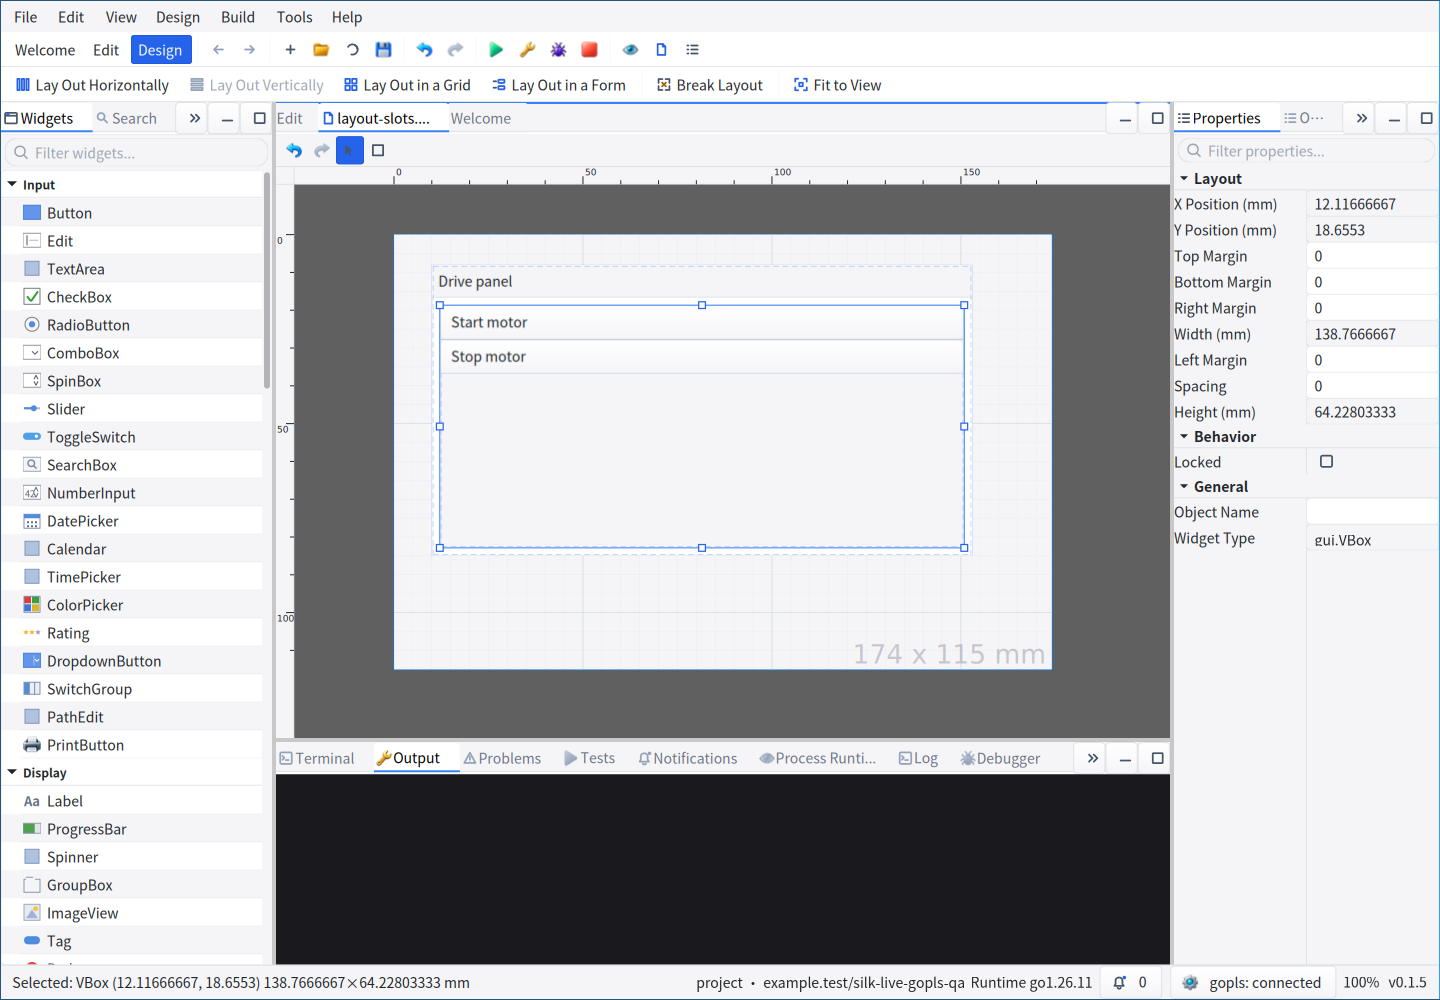 File Edit View Design Build Tools Help
Welcome Edit Design
Lay Out Horizontally Lay Out Vertically Lay Out in a Grid Lay Out in a Form Break Layout Fit to View
Widgets Search
Filter widgets...
Input
Button
Edit
TextArea
CheckBox
RadioButton
ComboBox
SpinBox
Slider
ToggleSwitch
SearchBox
NumberInput
DatePicker
Calendar
TimePicker
ColorPicker
Rating
DropdownButton
SwitchGroup
PathEdit
PrintButton
Display
Aa Label
ProgressBar
Spinner
GroupBox
ImageView
Tag
Edit layout-slots.... Welcome
0 50 100 150
0
50
100
Drive panel
Start motor
Stop motor
174 x 115 mm
Terminal Output Problems Tests Notifications Process Runti... Log Debugger
Properties O...
Filter properties...
Layout
X Position (mm) 12.11666667
Y Position (mm) 18.6553
Top Margin 0
Bottom Margin 0
Right Margin 0
Width (mm) 138.7666667
Left Margin 0
Spacing 0
Height (mm) 64.22803333
Behavior
Locked
General
Object Name
Widget Type gui.VBox
Selected: VBox (12.11666667, 18.6553) 138.7666667×64.22803333 mm project • example.test/silk-live-gopls-qa Runtime go1.26.11 0 gopls: connected 100% v0.1.5